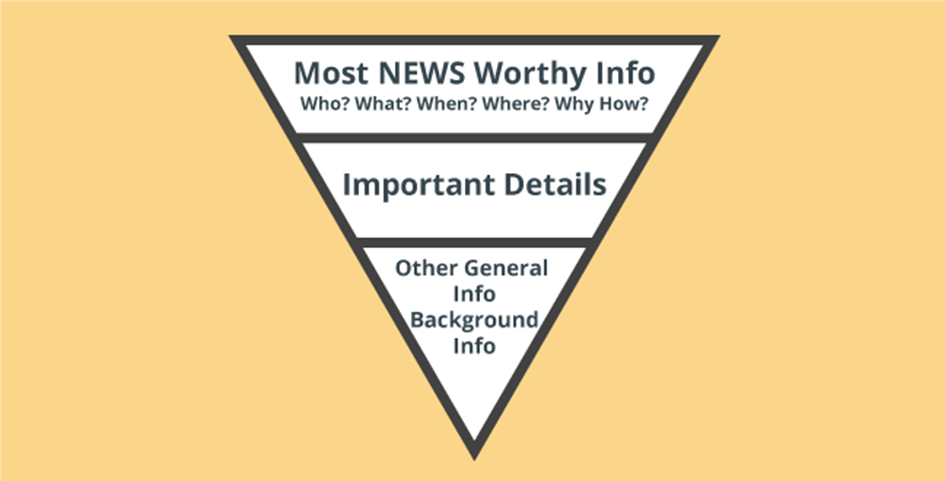 Most NEWS Worthy Info
Who? What? When? Where? Why How?
Important Details
Other General
Info
Background
Info